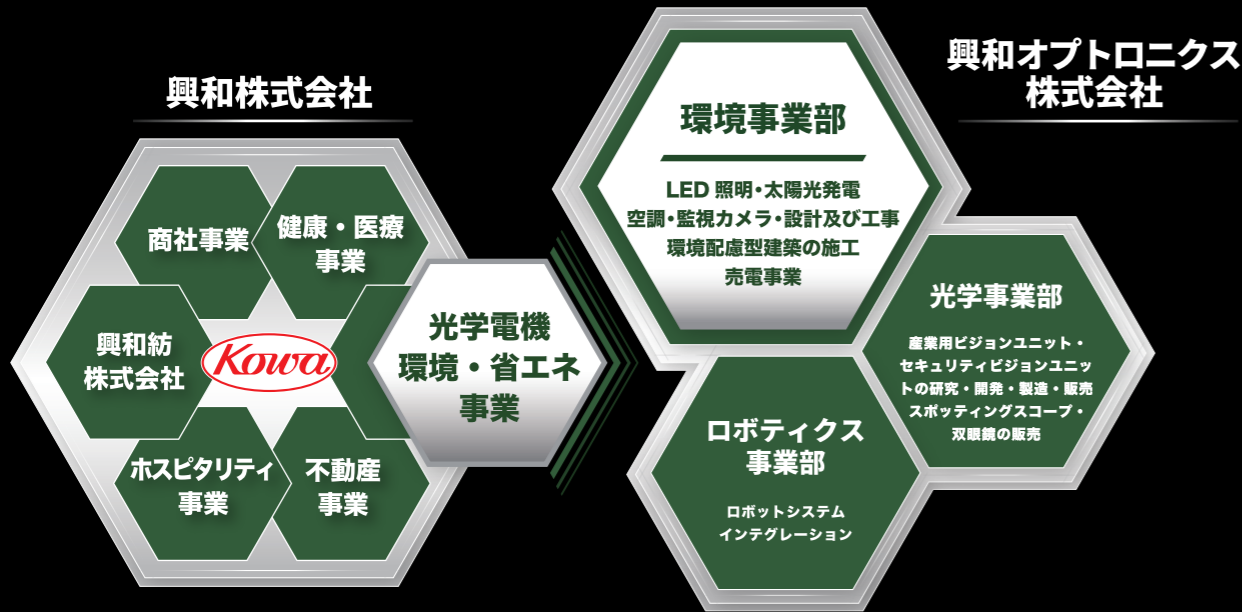 興和株式会社
商社事業
健康・医療
事業
興和紡
株式会社
Kowa
光学電機
環境・省エネ
事業
ホスピタリティ
事業
不動産
事業
興和オプトロニクス
株式会社
環境事業部
LED 照明・太陽光発電
空調・監視カメラ・設計及び工事
環境配慮型建築の施工
売電事業
光学事業部
産業用ビジョンユニット・
セキュリティビジョンユニッ
トの研究・開発・製造・販売
スポッティングスコープ・
双眼鏡の販売
ロボティクス
事業部
ロボットシステム
インテグレーション